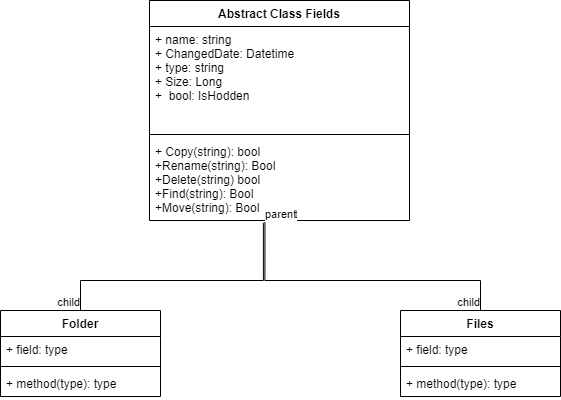 Abstract Class Fields
+ name: string
+ ChangedDate: Datetime
+ type: string
+ Size: Long
+  bool: IsHodden
+ Copy(string): bool
+Rename(string): Bool
+Delete(string) bool
+Find(string): Bool
+Move(string): Bool
parent
child
child
Folder
+ field: type
+ method(type): type
Files
+ field: type
+ method(type): type